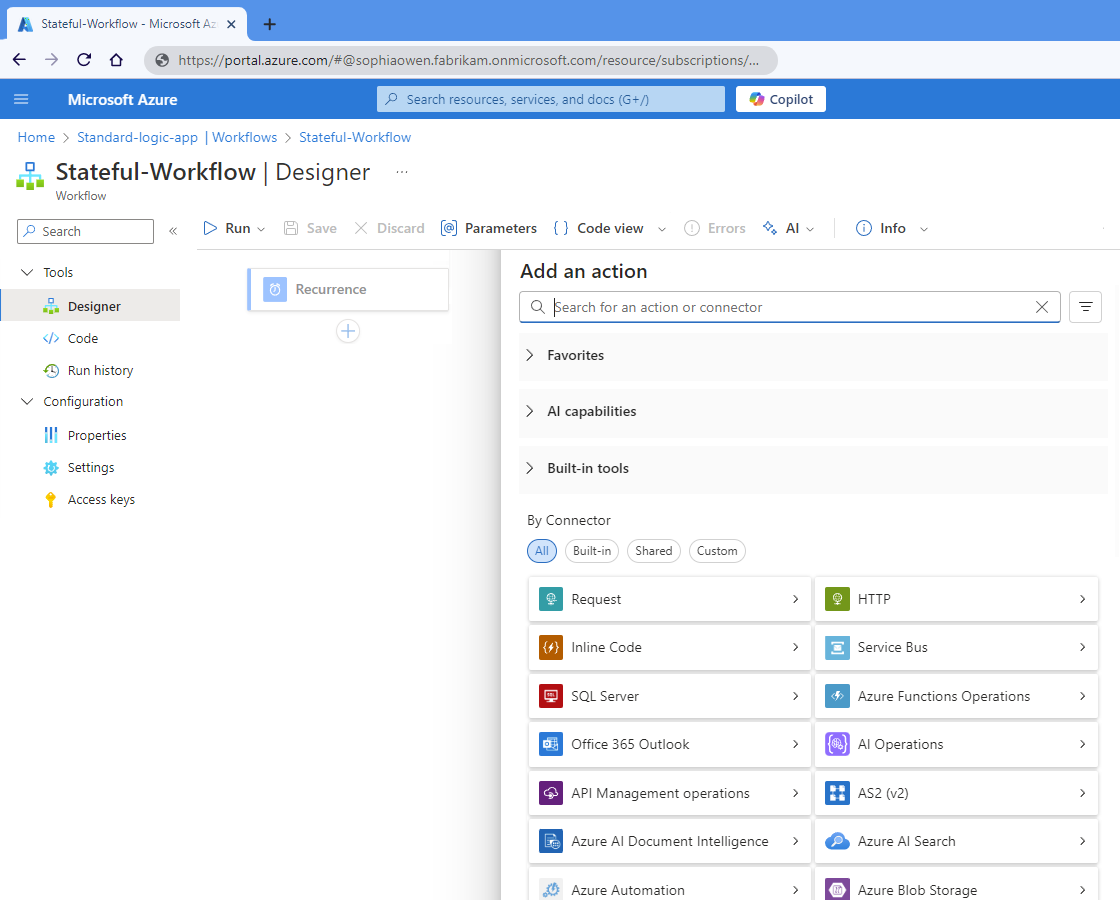 Stateful-Workflow - Microsoft Az
https://portal.azure.com/#@sophiaowen.fabrikam.onmicrosoft.com/resource/subscriptions/...
Microsoft Azure
Search resources, services, and docs (G+/)
Copilot
Home > Standard-logic-app | Workflows > Stateful-Workflow
Stateful-Workflow | Designer ...
Workflow
Search «
Run Save Discard Parameters Code view Errors AI Info
Tools
Designer
Code
Run history
Configuration
Properties
Settings
Access keys
Recurrence
Add an action
Search for an action or connector
Favorites
AI capabilities
Built-in tools
By Connector
All Built-in Shared Custom
Request HTTP
Inline Code Service Bus
SQL Server Azure Functions Operations
Office 365 Outlook AI Operations
API Management operations AS2 (v2)
Azure AI Document Intelligence Azure AI Search
Azure Automation Azure Blob Storage